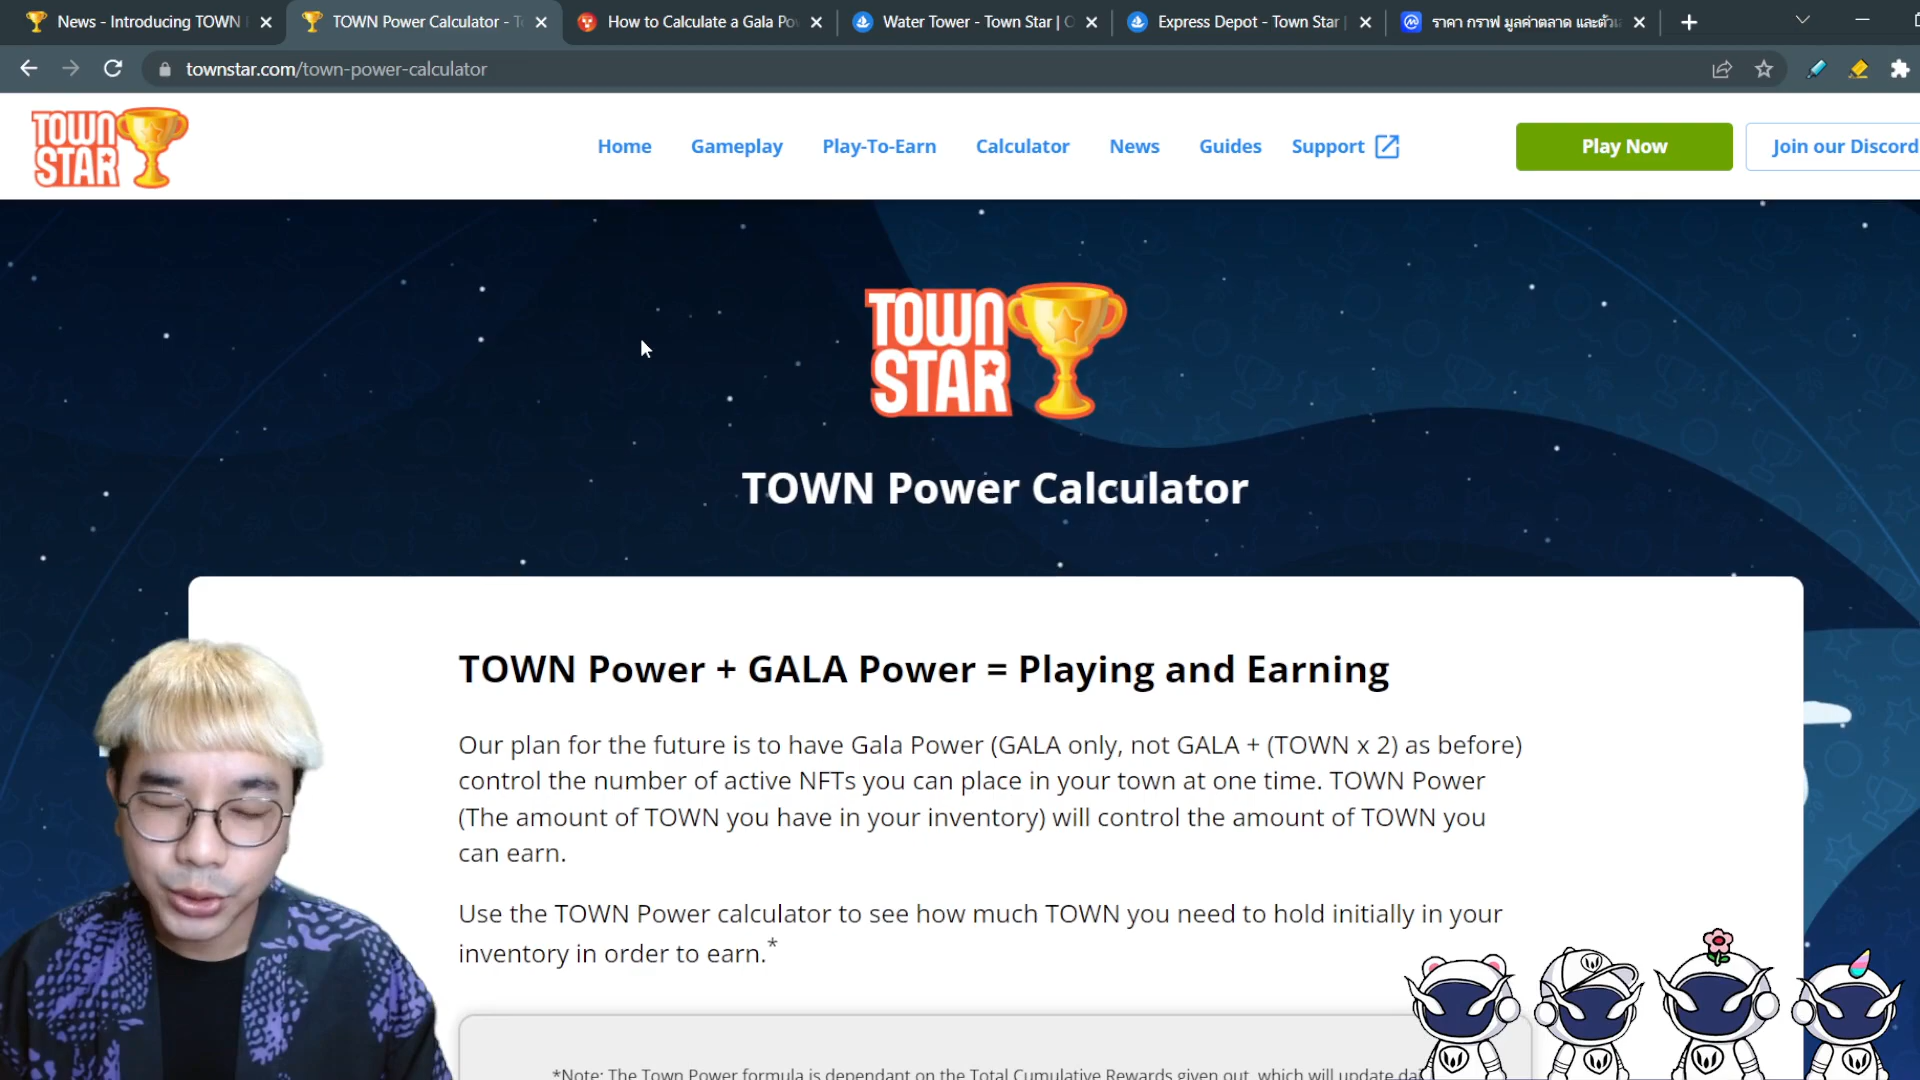 News - Introducing TOWN
TOWN Power Calculator - T
How to Calculate a Gala Po
Water Tower - Town Star |
Express Depot - Town Star |
ราคา กราฟ มูลค่าตลาด และตัว
townstar.com/town-power-calculator
TOWN
STAR
Home
Gameplay
Play-To-Earn
Calculator
News
Guides
Support
Play Now
Join our Discord
TOWN
STAR
TOWN Power Calculator
TOWN Power + GALA Power = Playing and Earning
Our plan for the future is to have Gala Power (GALA only, not GALA + (TOWN x 2) as before)
control the number of active NFTs you can place in your town at one time. TOWN Power
(The amount of TOWN you have in your inventory) will control the amount of TOWN you
can earn.
Use the TOWN Power calculator to see how much TOWN you need to hold initially in your
inventory in order to earn.*
*Note: The Town Power formula is dependant on the Total Cumulative Rewards given out, which will update